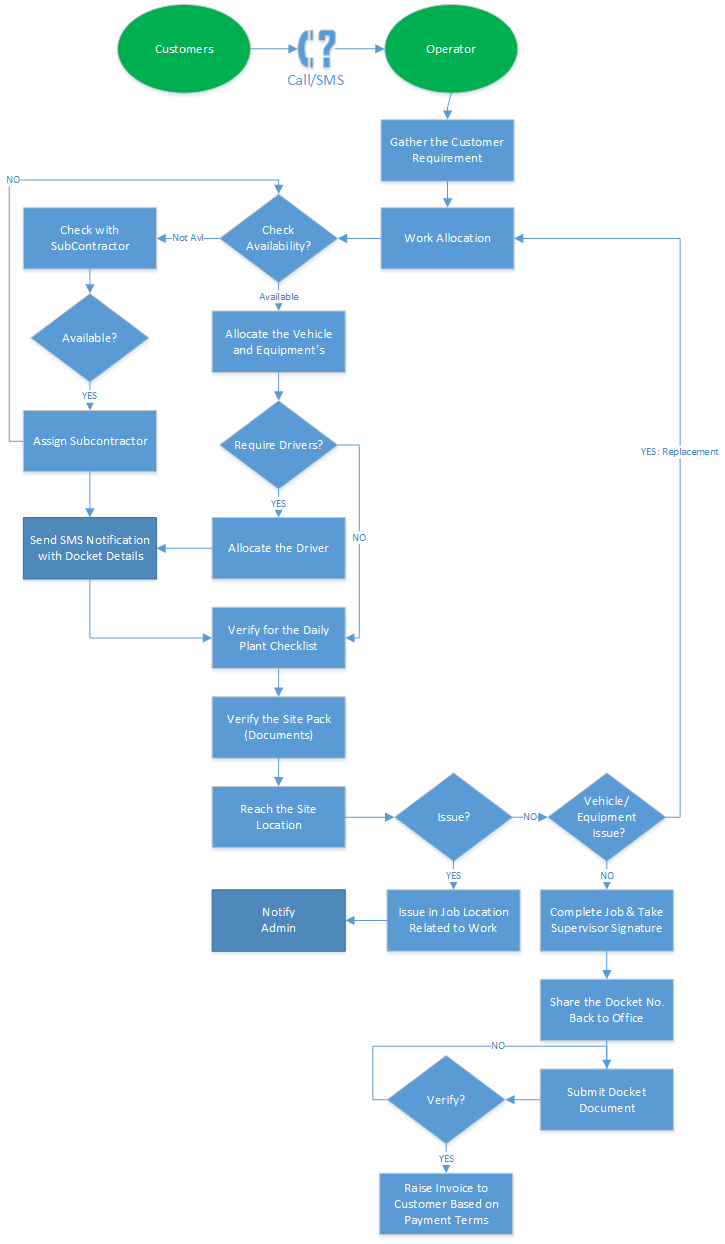 Customers
Operator
Call/SMS
Gather the Customer
Requirement
NO
Check with
SubContractor
Not Avl
Check
Availability?
Work Allocation
Available
Available?
Allocate the Vehicle
and Equipment's
YES
Assign Subcontractor
Require Drivers?
YES : Replacement
YES
Send SMS Notification
with Docket Details
Allocate the Driver
NO
Verify for the Daily
Plant Checklist
Verify the Site Pack
(Documents)
Reach the Site
Location
Issue?
NO
Vehicle/
Equipment
Issue?
YES
NO
Notify
Admin
Issue in Job Location
Related to Work
Complete Job & Take
Supervisor Signature
Share the Docket No.
Back to Office
NO
Verify?
Submit Docket
Document
YES
Raise Invoice to
Customer Based on
Payment Terms